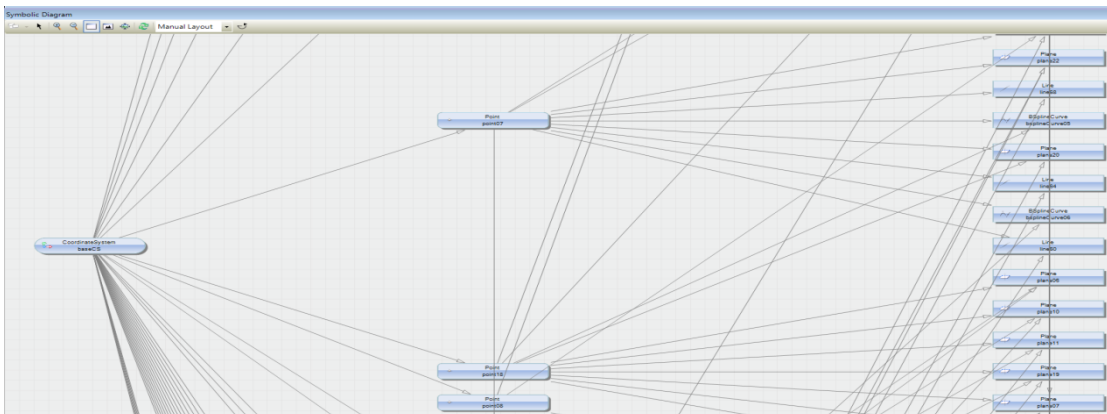 Symbolic Diagram
Manual Layout
CoordinateSystem
baseCS
Point
point07
Point
point18
Point
Plane
plane22
Line
BSplineCurve
Plane
plane20
Line
BSplineCurve
Line
Plane
Plane
plane10
Plane
plane11
Plane
Plane
plane07